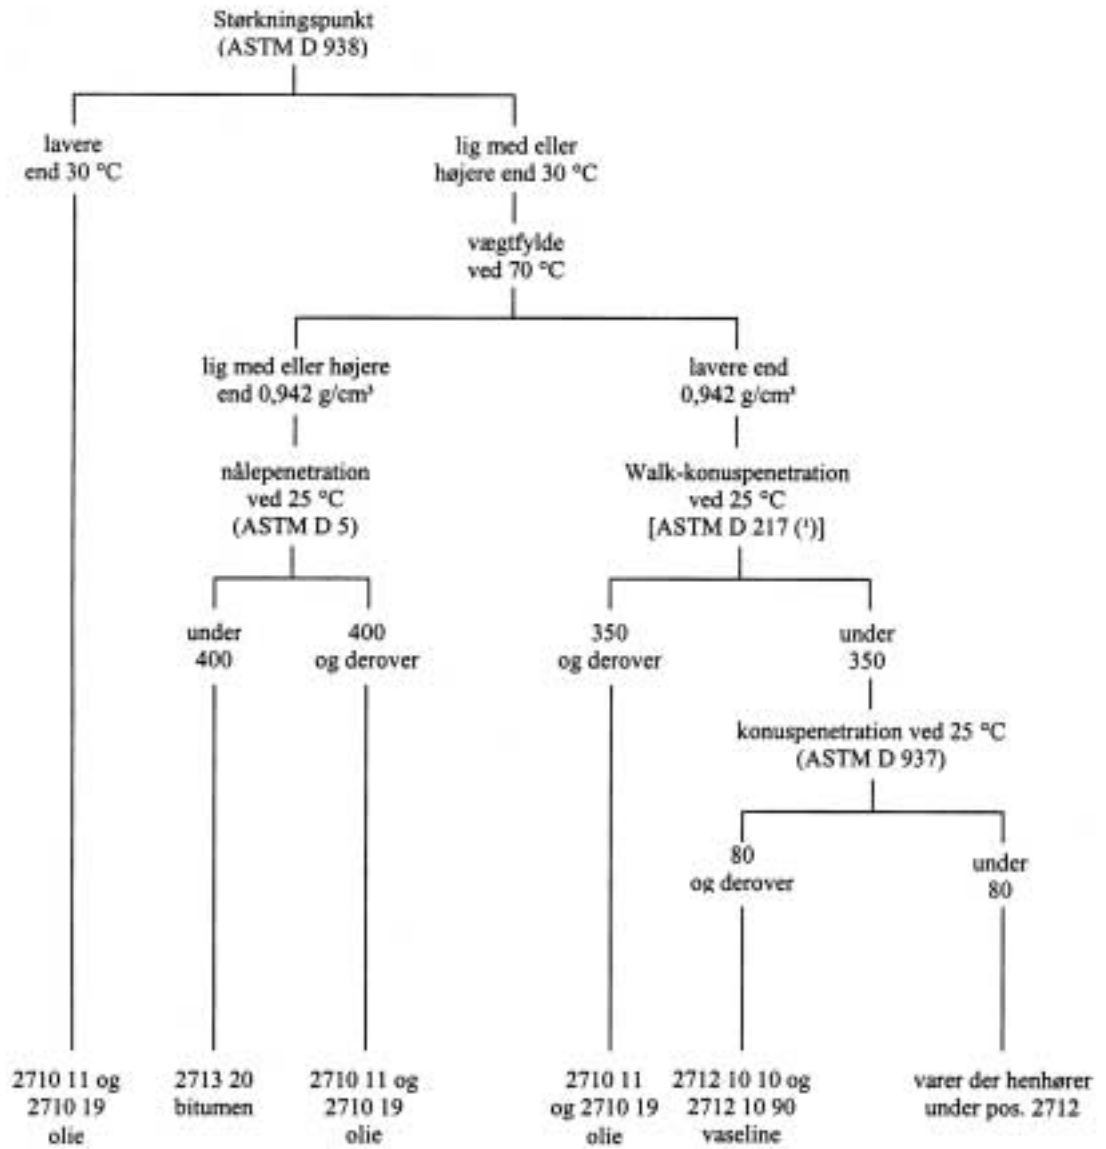 Størkningspunkt
(ASTM D 938)
lavere
end 30 °C
lig med eller
højere end 30 °C
vægtfylde
ved 70 °C
lig med eller højere
end 0,942 g/cm³
lavere end
0,942 g/cm³
nålepenetration
ved 25 °C
(ASTM D 5)
Walk-konuspenetration
ved 25 °C
[ASTM D 217 (¹)]
under
400
400
og derover
350
og derover
under
350
konuspenetration ved 25 °C
(ASTM D 937)
80
og derover
under
80
2710 11 og
2710 19
olie
2713 20
bitumen
2710 11 og
2710 19
olie
2710 11
og 2710 19
olie
2712 10 10 og
2712 10 90
vaseline
varer der henhører
under pos. 2712